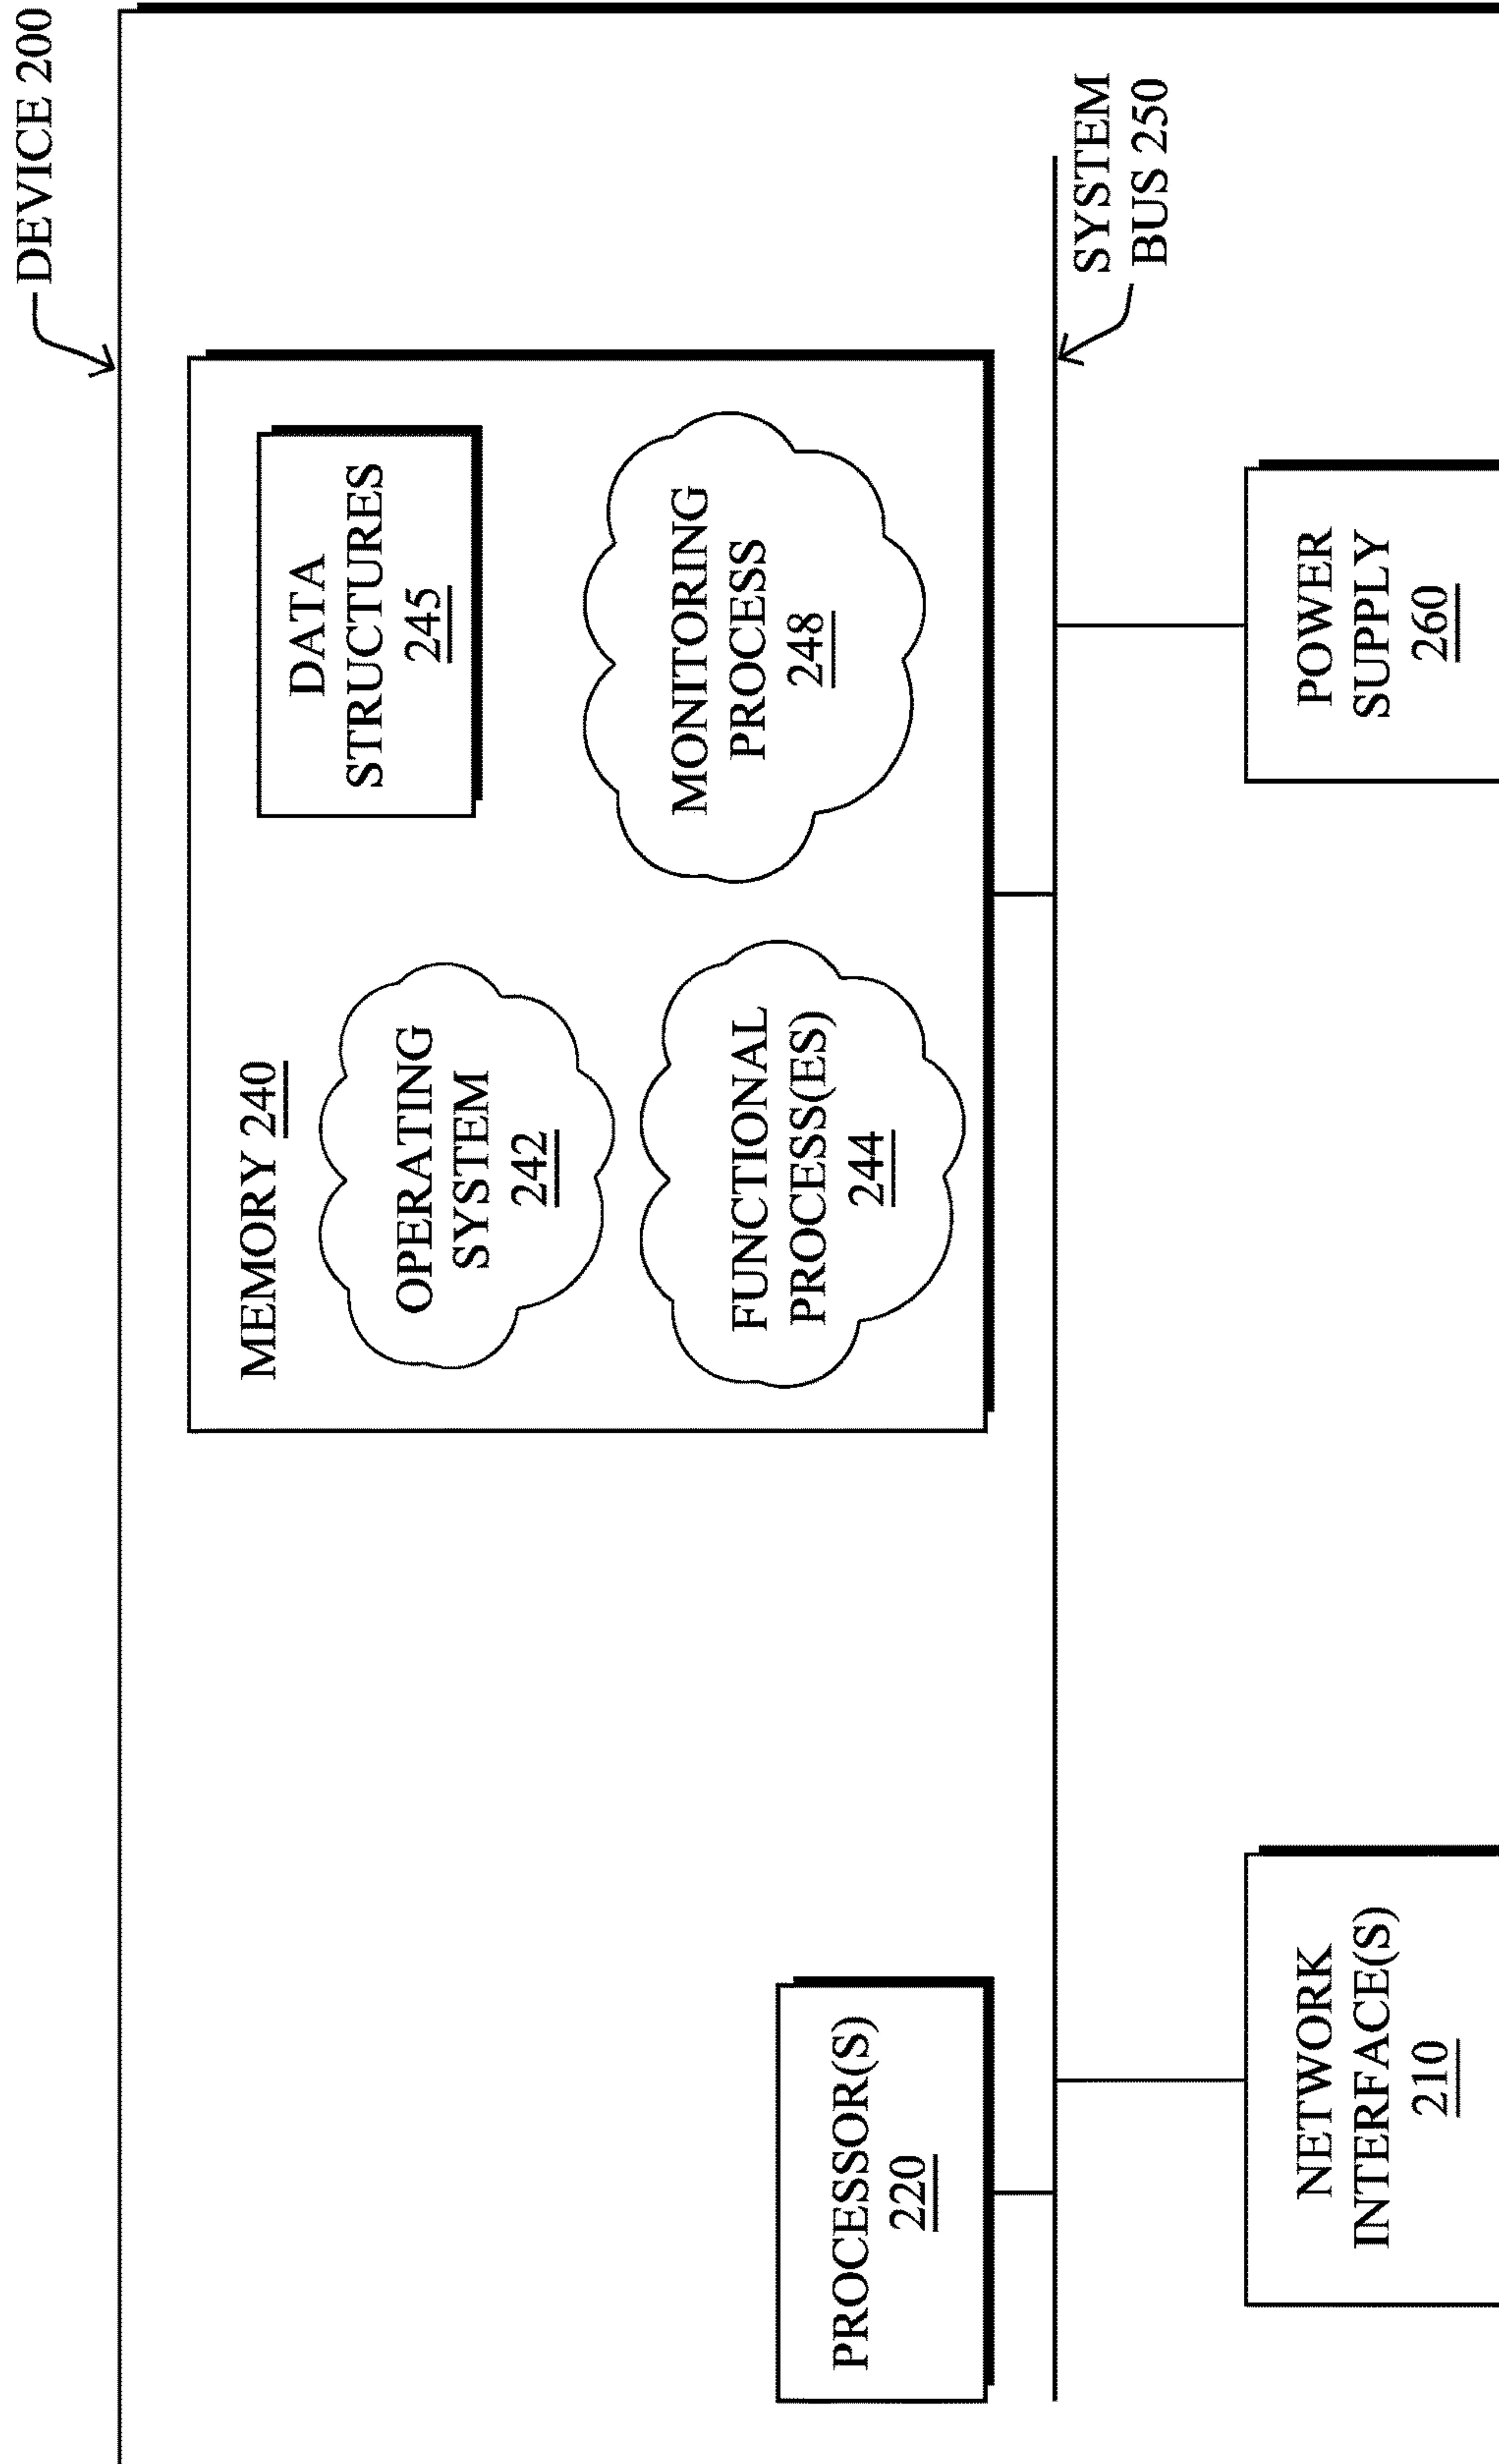 DEVICE 200
MEMORY 240
OPERATING
SYSTEM
242
DATA
STRUCTURES
245
FUNCTIONAL
PROCESS(ES)
244
MONITORING
PROCESS
248
PROCESSOR(S)
220
SYSTEM
BUS 250
NETWORK
INTERFACE(S)
210
POWER
SUPPLY
260